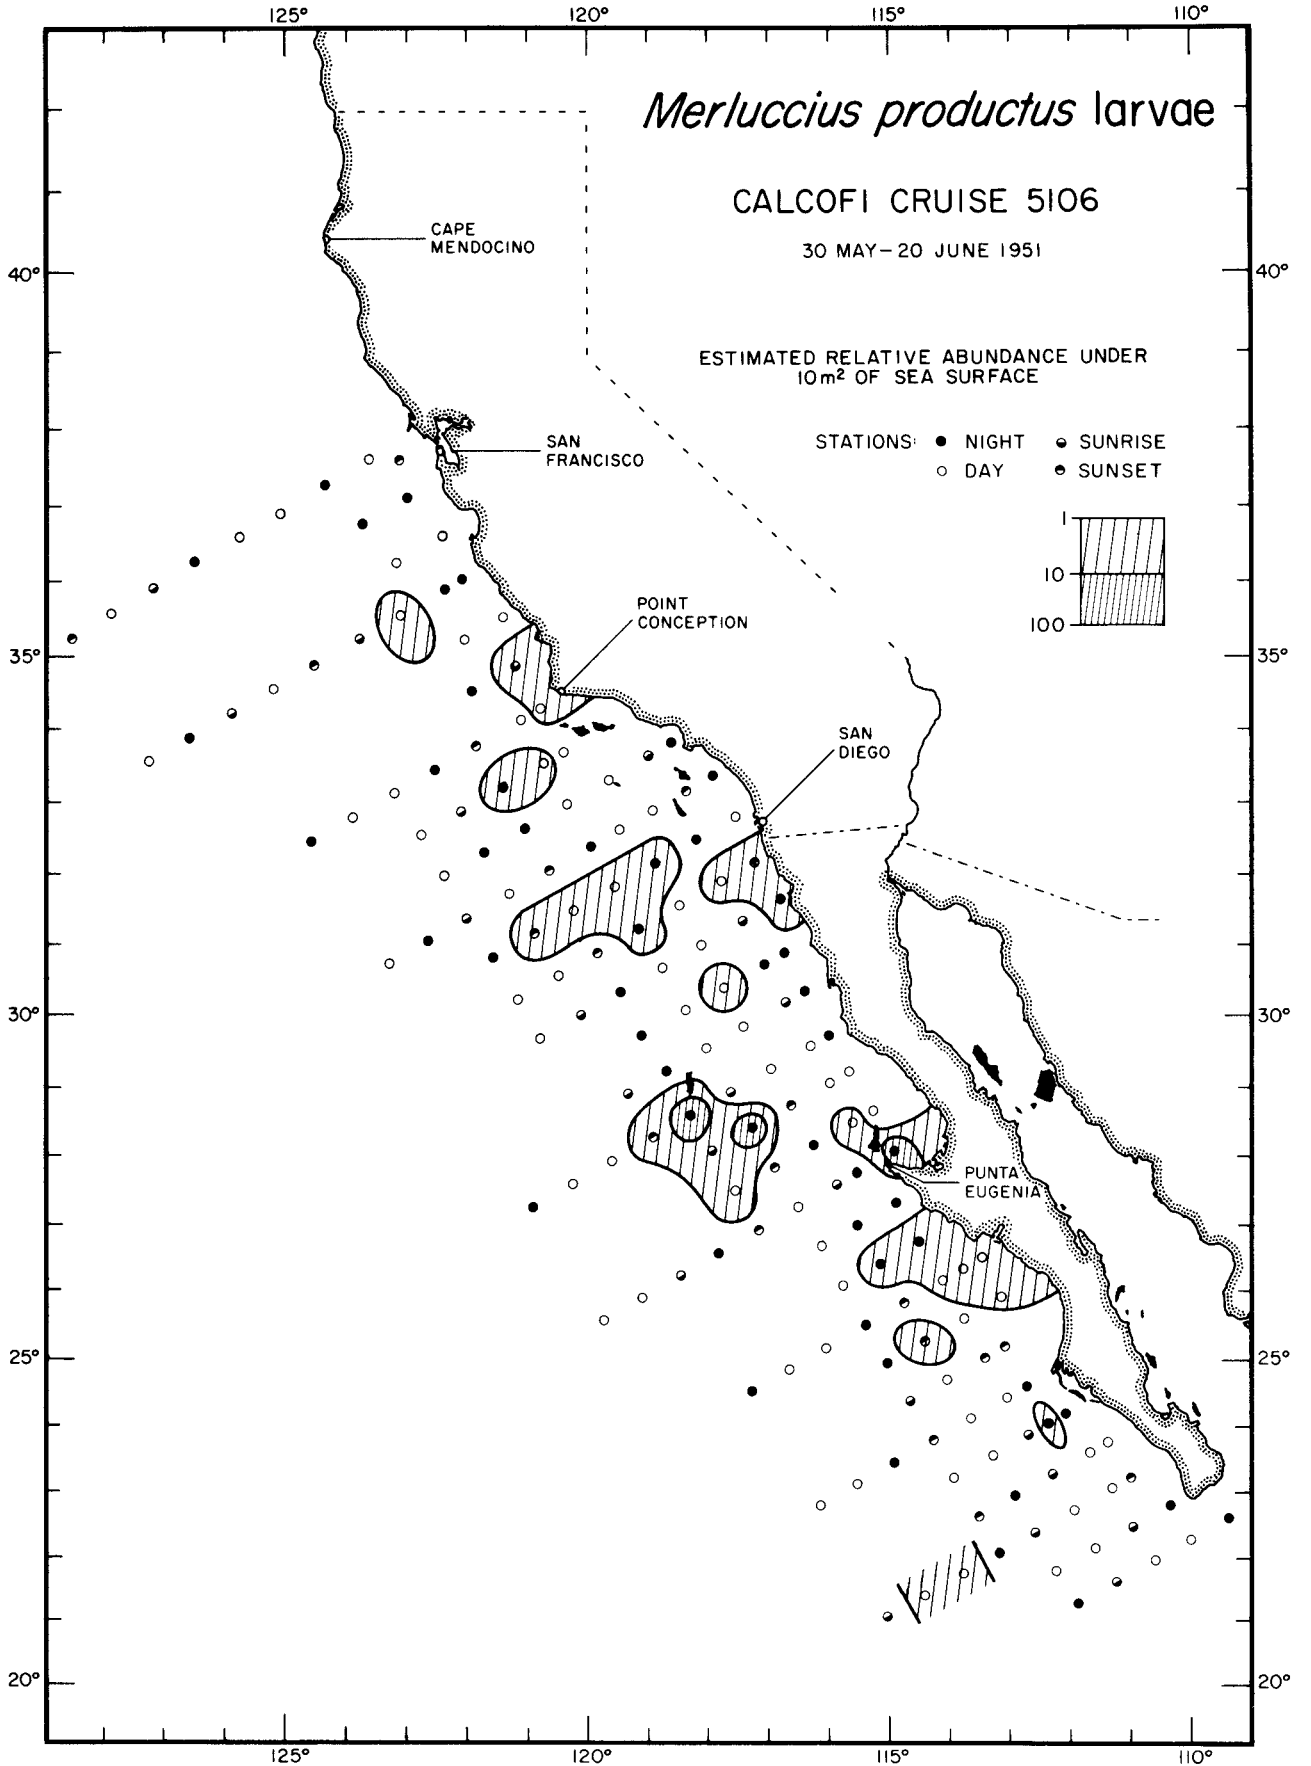 125° 120° 115° 110°
Merluccius productus larvae
CALCOFI CRUISE 5106
30 MAY–20 JUNE 1951
CAPE
MENDOCINO
40° 40°
ESTIMATED RELATIVE ABUNDANCE UNDER
10m² OF SEA SURFACE
STATIONS: NIGHT SUNRISE
DAY SUNSET
SAN
FRANCISCO
1
10
100
POINT
CONCEPTION
35° 35°
SAN
DIEGO
30° 30°
PUNTA
EUGENIA
25° 25°
20° 20°
125° 120° 115° 110°